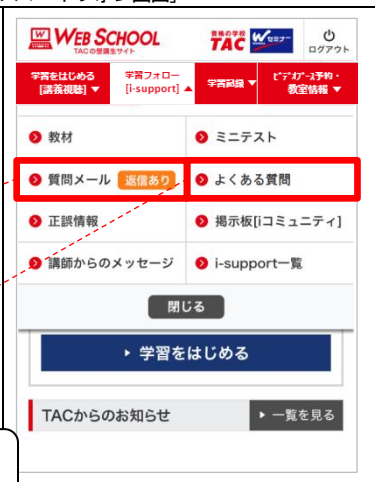 WEB SCHOOL
TACの受講生サイト
資格の学校
TAC
Wセミナー
ログアウト
学習をはじめる
[講義視聴] ▼
学習フォロー
[i-support] ▲
学習記録 ▼
ビデオブース予約・
教室情報 ▼
教材
ミニテスト
質問メール 返信あり
よくある質問
正誤情報
掲示板[iコミュニティ]
講師からのメッセージ
i-support一覧
閉じる
学習をはじめる
TACからのお知らせ
一覧を見る